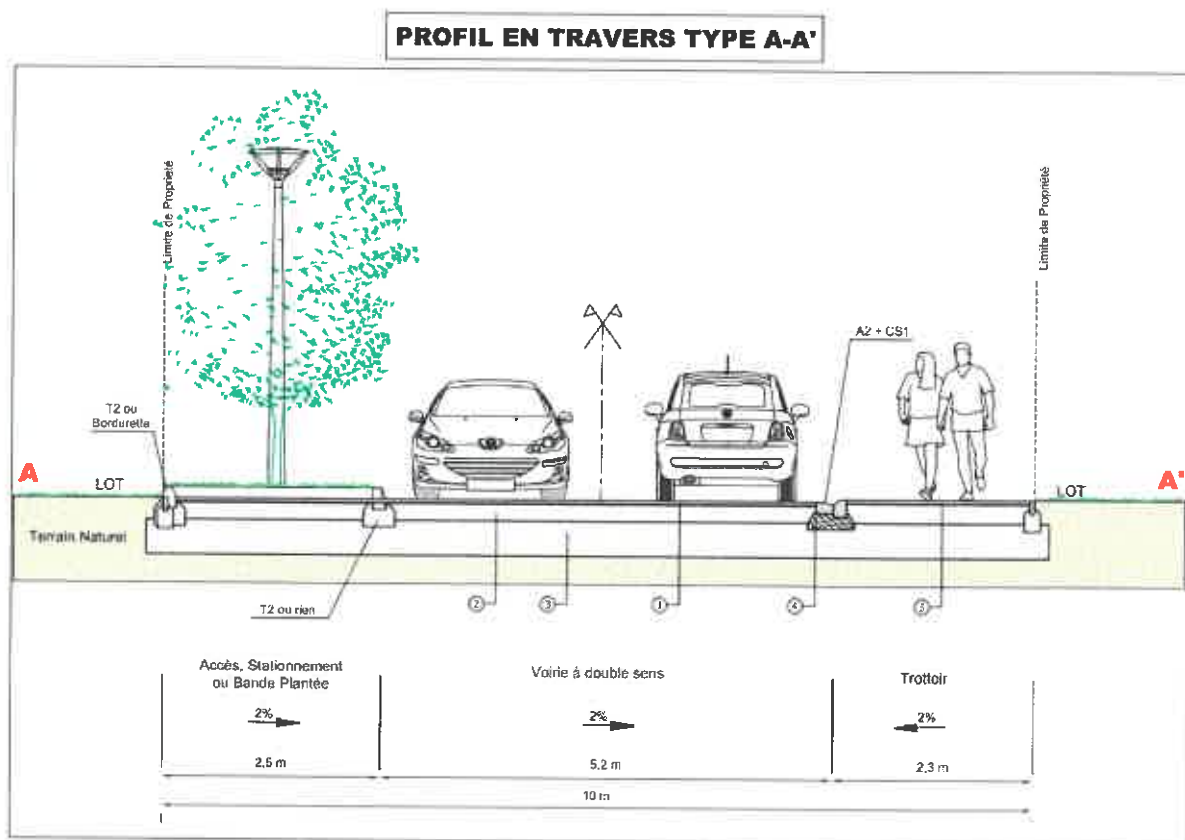 PROFIL EN TRAVERS TYPE A-A'
Limite de Propriété
Limite de Propriété
A2 + CS1
T2 ou
Bordurette
A
LOT
LOT
A'
Terrain Naturel
T2 ou rien
2
3
1
4
5
Accès, Stationnement
ou Bande Plantée
Voirie à double sens
Trottoir
2%
2%
2%
2,5 m
5,2 m
2,3 m
10 m